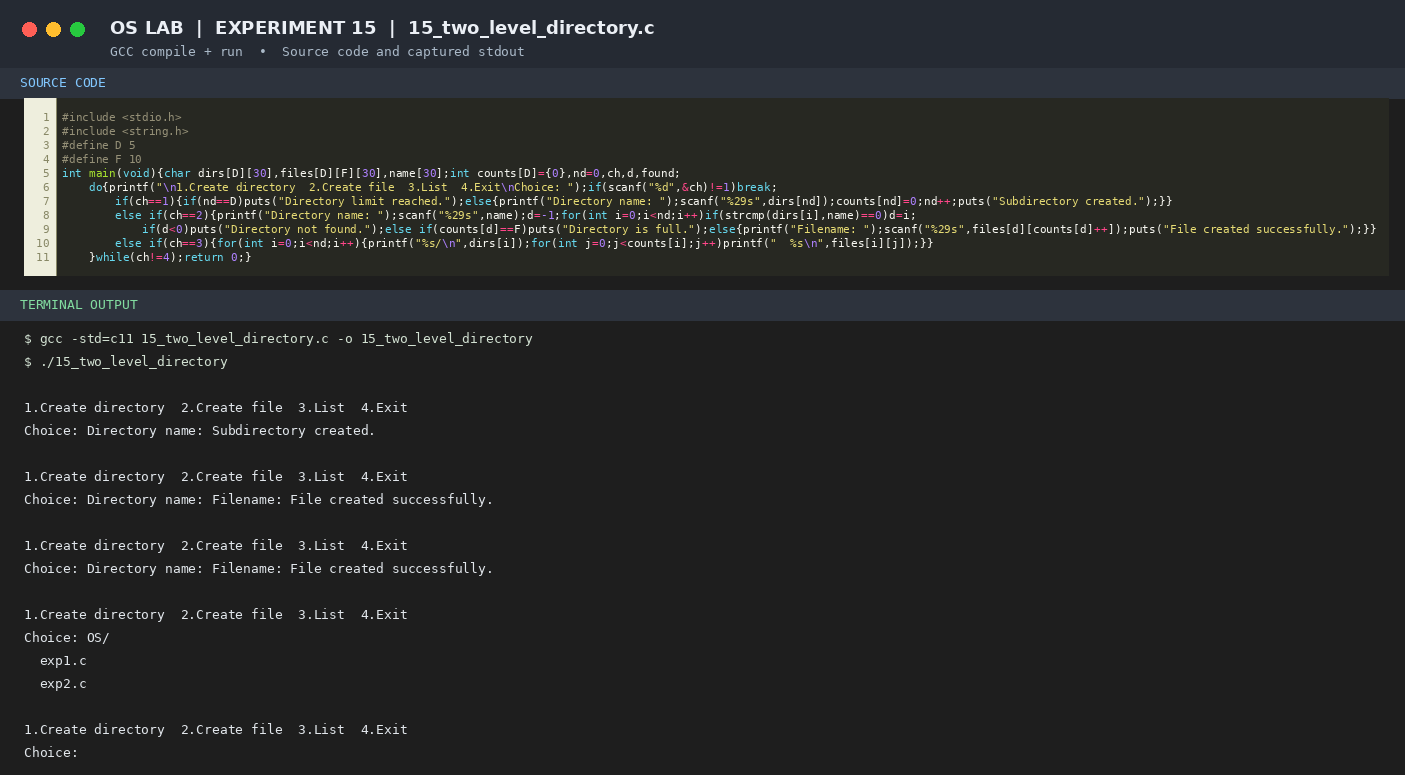 OS LAB | EXPERIMENT 15 | 15_two_level_directory.c
GCC compile + run • Source code and captured stdout
SOURCE CODE
1 #include <stdio.h>
2 #include <string.h>
3 #define D 5
4 #define F 10
5 int main(void){char dirs[D][30],files[D][F][30],name[30];int counts[D]={0},nd=0,ch,d,found;
6     do{printf("\n1.Create directory  2.Create file  3.List  4.Exit\nChoice: ");if(scanf("%d",&ch)!=1)break;
7         if(ch==1){if(nd==D)puts("Directory limit reached.");else{printf("Directory name: ");scanf("%29s",dirs[nd]);counts[nd]=0;nd++;puts("Subdirectory created.");}}
8         else if(ch==2){printf("Directory name: ");scanf("%29s",name);d=-1;for(int i=0;i<nd;i++)if(strcmp(dirs[i],name)==0)d=i;
9             if(d<0)puts("Directory not found.");else if(counts[d]==F)puts("Directory is full.");else{printf("Filename: ");scanf("%29s",files[d][counts[d]++]);puts("File created successfully.");}}
10         else if(ch==3){for(int i=0;i<nd;i++){printf("%s/\n",dirs[i]);for(int j=0;j<counts[i];j++)printf("  %s\n",files[i][j]);}}
11     }while(ch!=4);return 0;}
TERMINAL OUTPUT
$ gcc -std=c11 15_two_level_directory.c -o 15_two_level_directory
$ ./15_two_level_directory
1.Create directory  2.Create file  3.List  4.Exit
Choice: Directory name: Subdirectory created.
1.Create directory  2.Create file  3.List  4.Exit
Choice: Directory name: Filename: File created successfully.
1.Create directory  2.Create file  3.List  4.Exit
Choice: Directory name: Filename: File created successfully.
1.Create directory  2.Create file  3.List  4.Exit
Choice: OS/
  exp1.c
  exp2.c
1.Create directory  2.Create file  3.List  4.Exit
Choice: